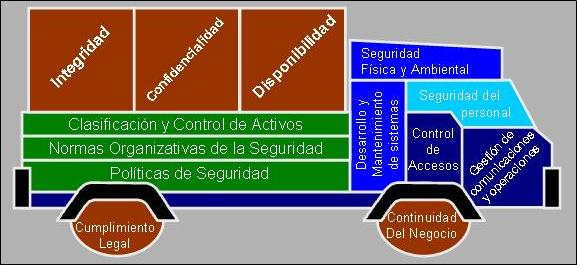 Integridad
Confidencialidad
Disponibilidad
Seguridad
Física y Ambiental
Clasificación y Control de Activos
Normas Organizativas de la Seguridad
Políticas de Seguridad
Desarrollo y
Mantenimiento
de sistemas
Seguridad del
personal
Control
de
Accesos
Gestión de
comunicaciones
y operaciones
Cumplimiento
Legal
Continuidad
Del Negocio